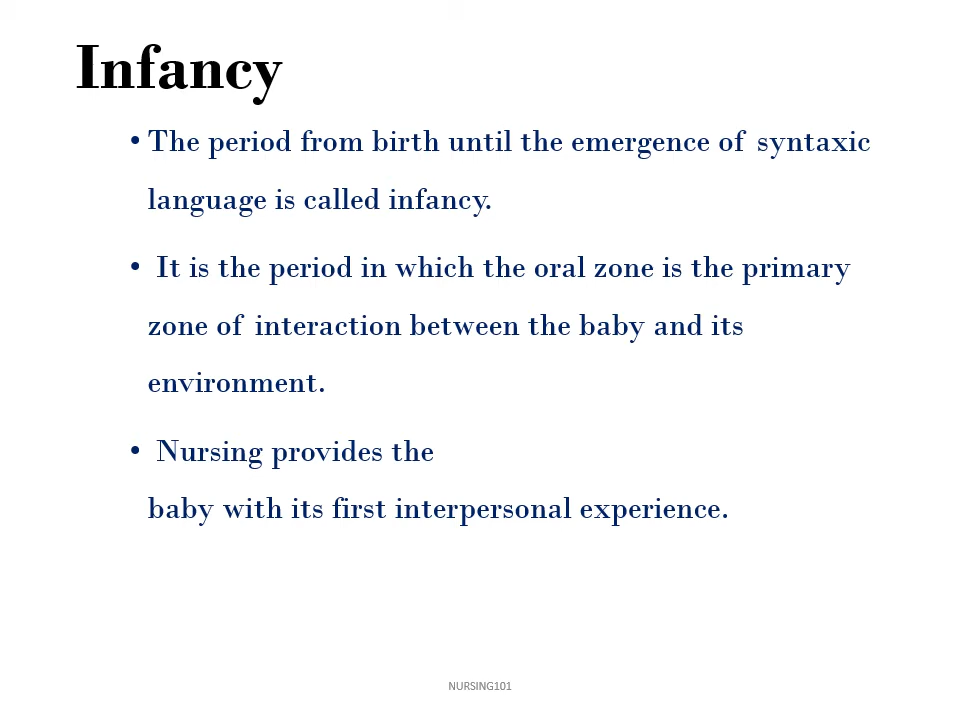 Infancy
• The period from birth until the emergence of syntaxic
language is called infancy.
• It is the period in which the oral zone is the primary
zone of interaction between the baby and its
environment.
• Nursing provides the
baby with its first interpersonal experience.
NURSING101